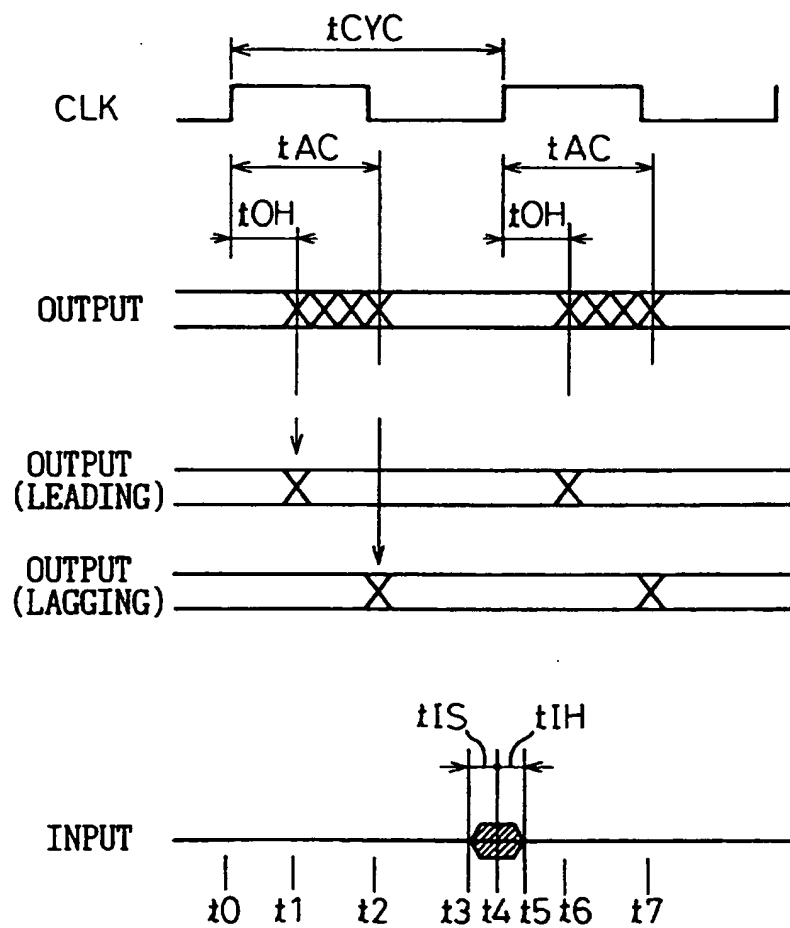 tCYC
CLK
tAC tAC
tOH tOH
OUTPUT
OUTPUT
(LEADING)
OUTPUT
(LAGGING)
tIS tIH
INPUT
t0 t1 t2 t3 t4 t5 t6 t7